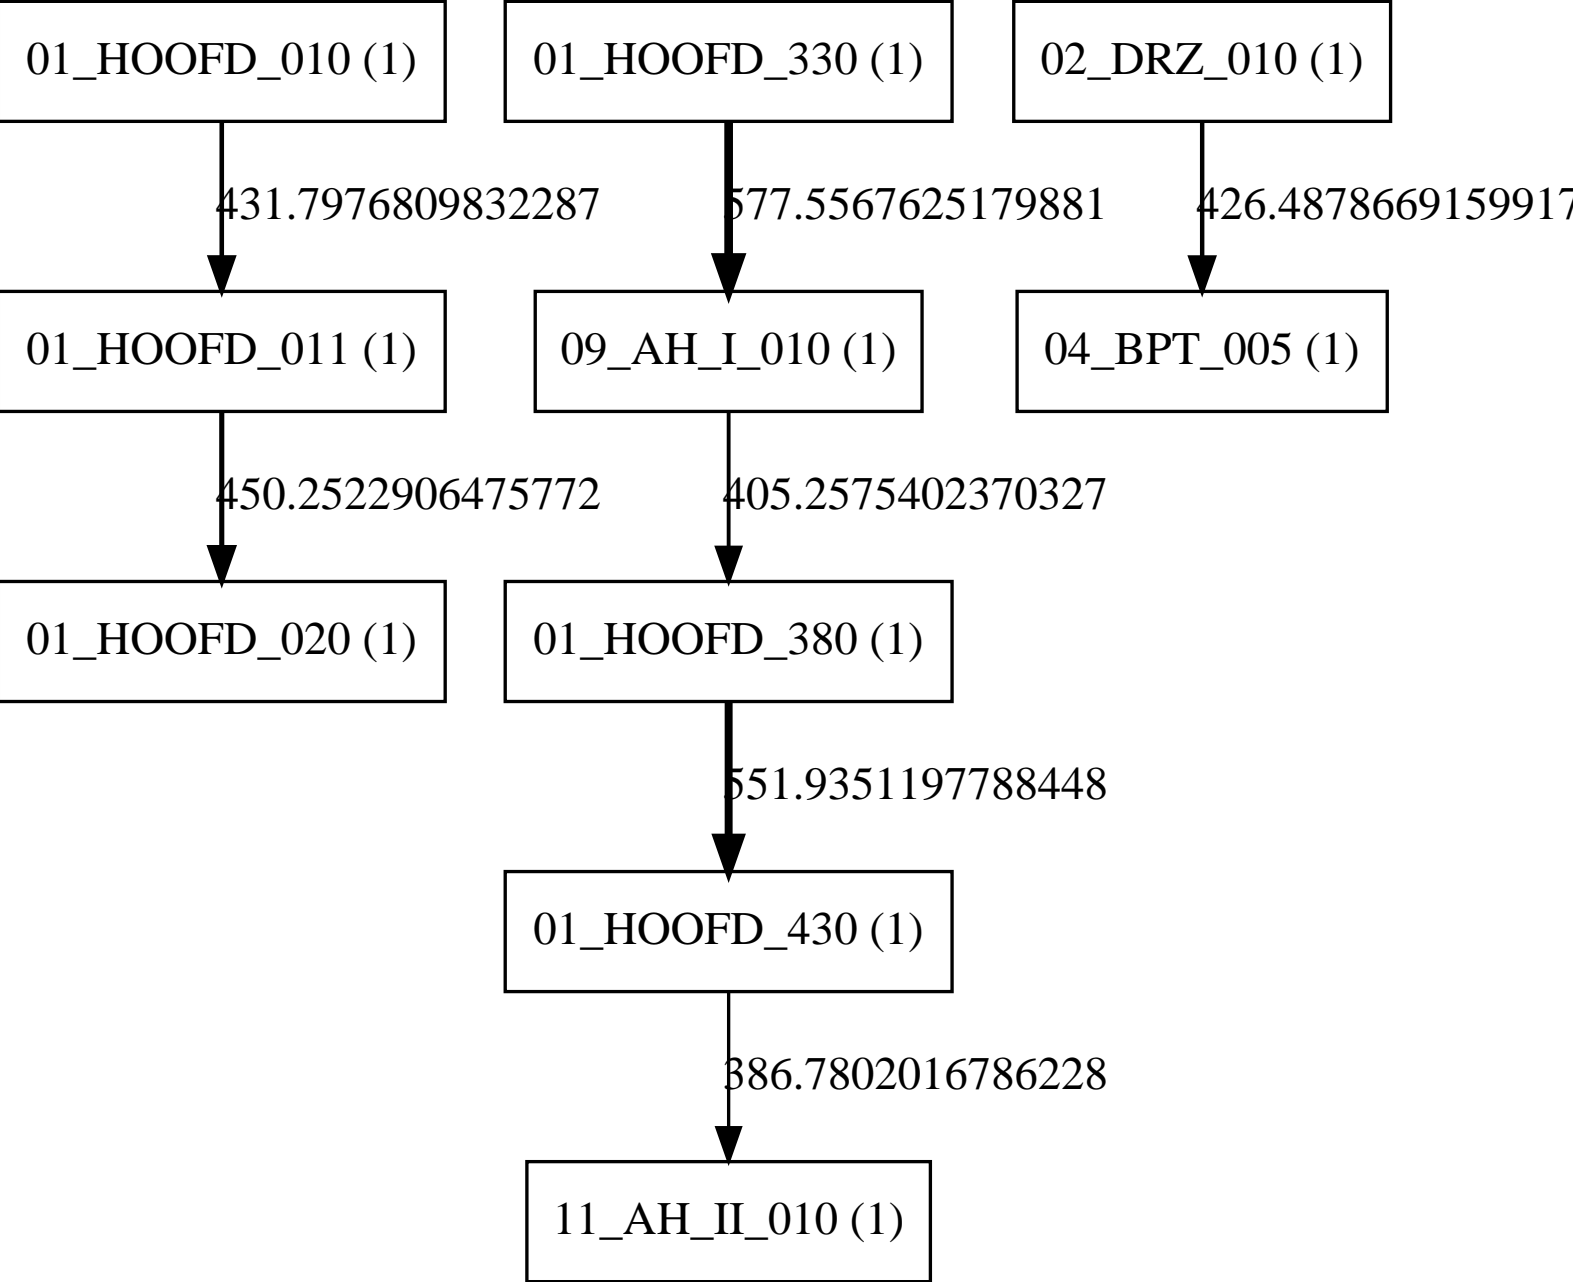 01_HOOFD_010 (1)
01_HOOFD_330 (1)
02_DRZ_010 (1)
431.7976809832287
577.5567625179881
426.4878669159917
01_HOOFD_011 (1)
09_AH_I_010 (1)
04_BPT_005 (1)
450.2522906475772
405.2575402370327
01_HOOFD_020 (1)
01_HOOFD_380 (1)
551.9351197788448
01_HOOFD_430 (1)
386.7802016786228
11_AH_II_010 (1)